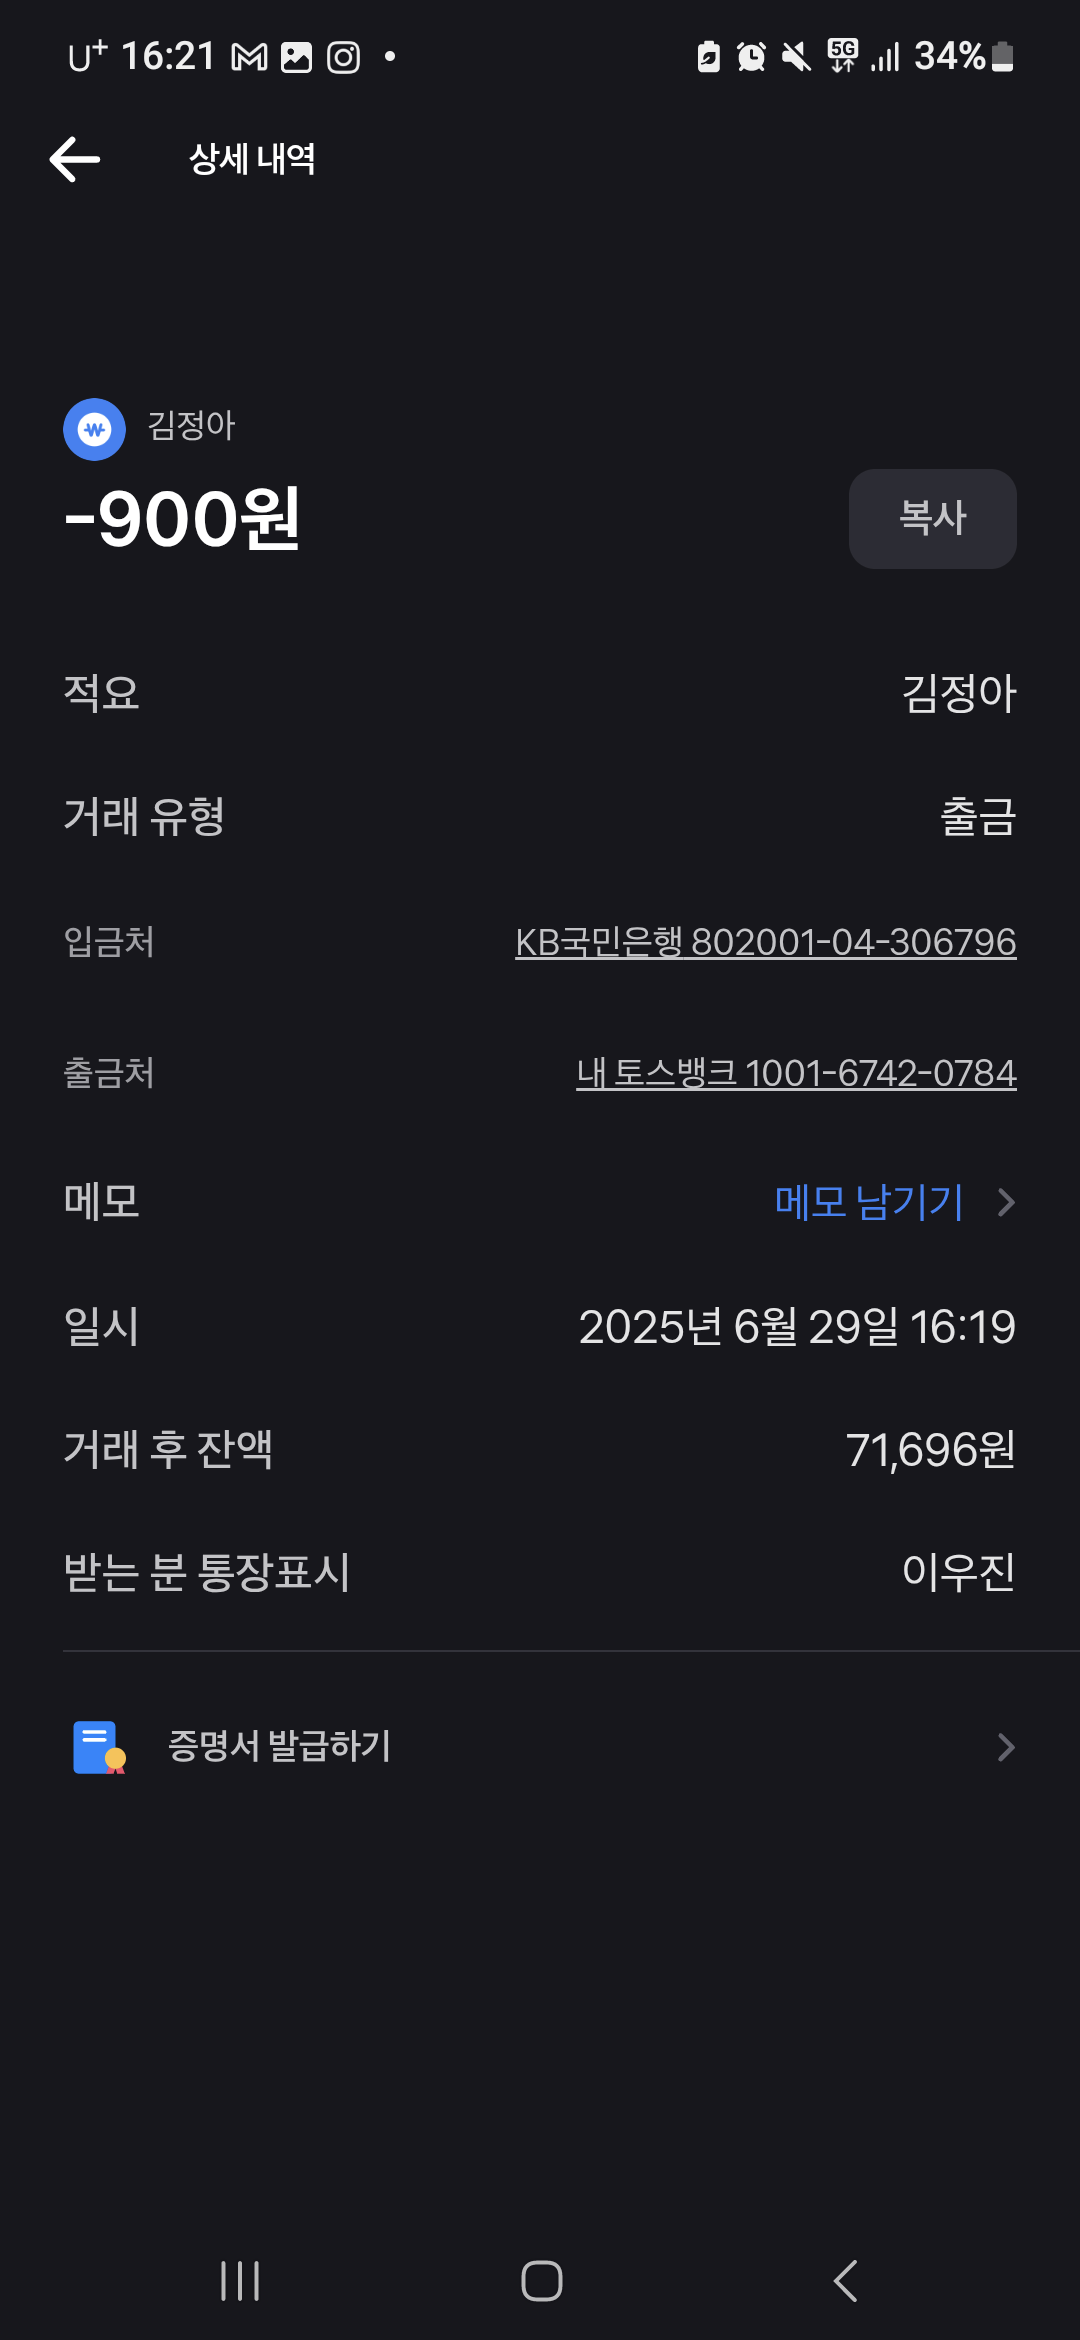 U+ 16:21 5G 34%
상세 내역
김정아
-900원
복사
적요 김정아
거래 유형 출금
입금처 KB국민은행 802001-04-306796
출금처 내 토스뱅크 1001-6742-0784
메모 메모 남기기
일시 2025년 6월 29일 16:19
거래 후 잔액 71,696원
받는 분 통장표시 이우진
증명서 발급하기